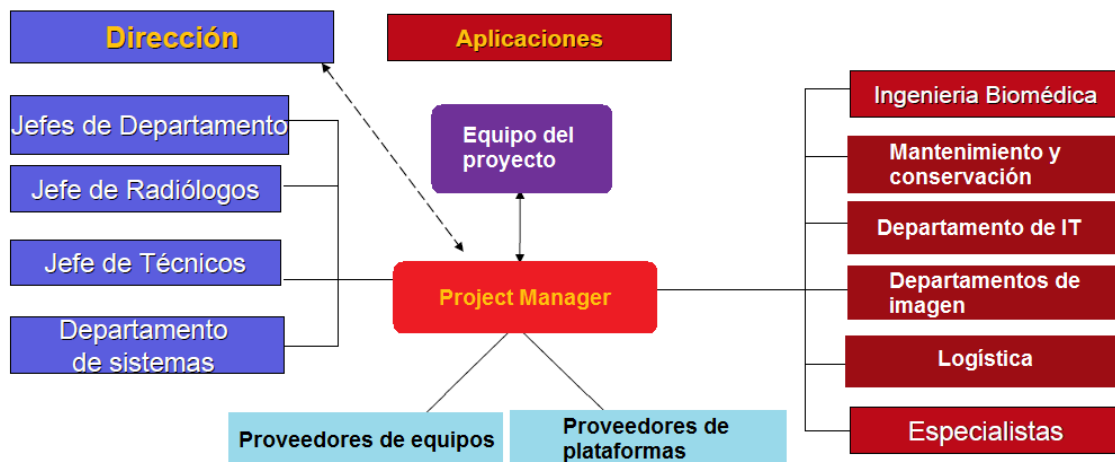 Dirección
Aplicaciones
Jefes de Departamento
Jefe de Radiólogos
Jefe de Técnicos
Departamento
de sistemas
Equipo del
proyecto
Project Manager
Proveedores de equipos
Proveedores de
plataformas
Ingenieria Biomédica
Mantenimiento y
conservación
Departamento de IT
Departamentos de
imagen
Logística
Especialistas